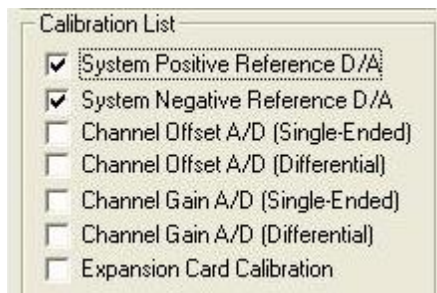 Calibration List
System Positive Reference D/A
System Negative Reference D/A
Channel Offset A/D (Single-Ended)
Channel Offset A/D (Differential)
Channel Gain A/D (Single-Ended)
Channel Gain A/D (Differential)
Expansion Card Calibration